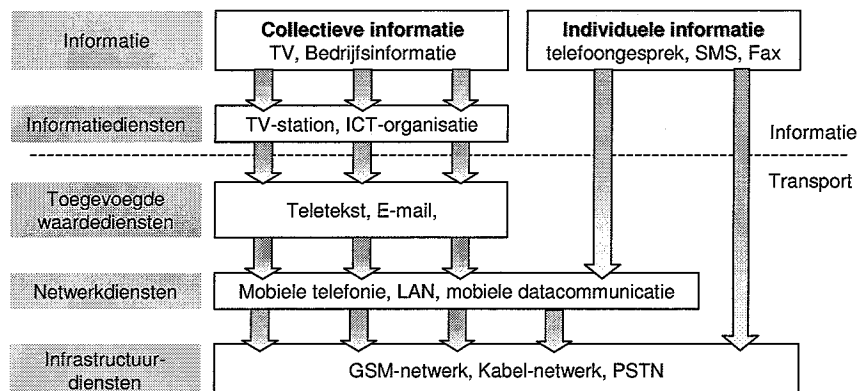 Informatie
Collectieve informatie
TV, Bedrijfsinformatie
Individuele informatie
telefoongesprek, SMS, Fax
Informatiediensten
TV-station, ICT-organisatie
Informatie
Transport
Toegevoegde
waardediensten
Teletekst, E-mail,
Netwerkdiensten
Mobiele telefonie, LAN, mobiele datacommunicatie
Infrastructuur-
diensten
GSM-netwerk, Kabel-netwerk, PSTN